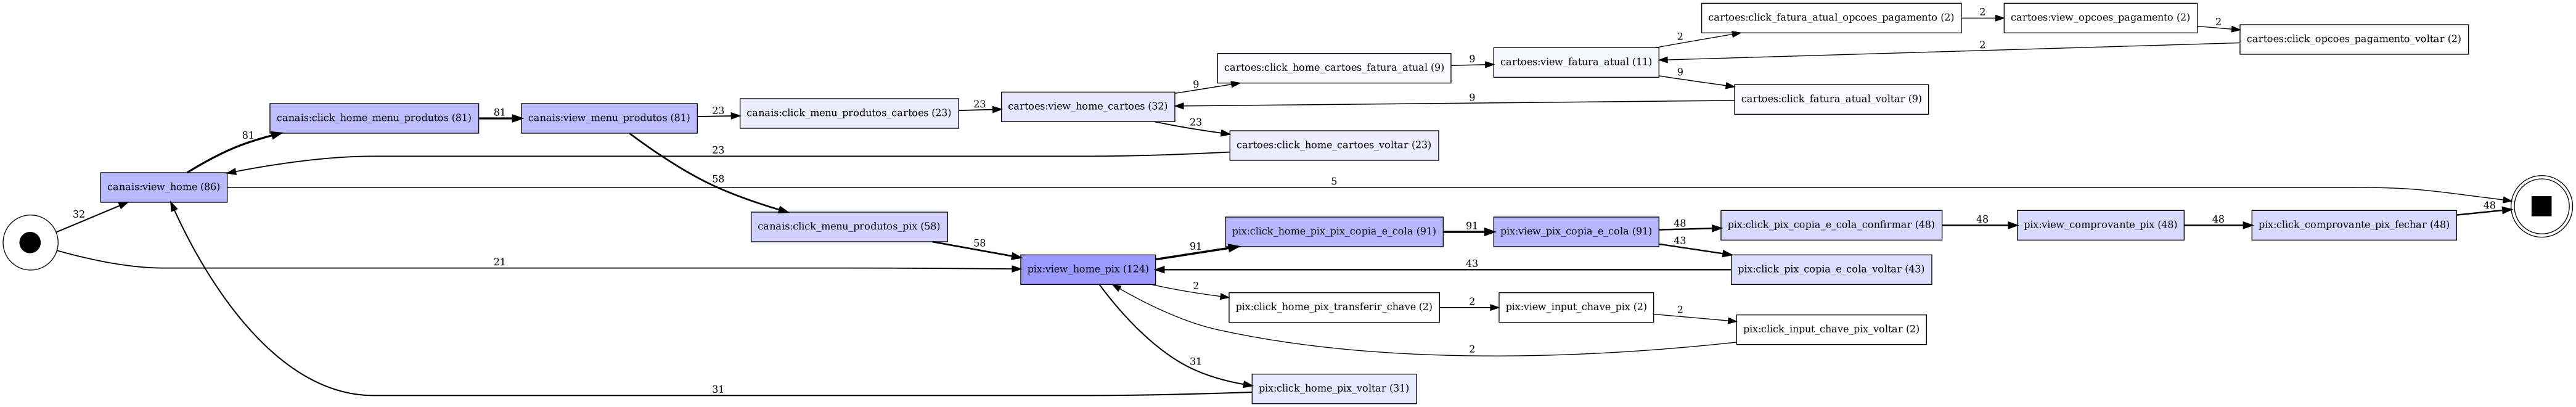 cartoes:click_fatura_atual_opcoes_pagamento (2)
2
cartoes:view_opcoes_pagamento (2)
2
cartoes:click_opcoes_pagamento_voltar (2)
2
2
cartoes:click_home_cartoes_fatura_atual (9)
9
cartoes:view_fatura_atual (11)
9
cartoes:click_fatura_atual_voltar (9)
9
9
canais:click_home_menu_produtos (81)
81
canais:view_menu_produtos (81)
23
canais:click_menu_produtos_cartoes (23)
23
cartoes:view_home_cartoes (32)
23
cartoes:click_home_cartoes_voltar (23)
81
23
58
canais:view_home (86)
5
32
canais:click_menu_produtos_pix (58)
58
pix:click_home_pix_pix_copia_e_cola (91)
91
pix:view_pix_copia_e_cola (91)
48
pix:click_pix_copia_e_cola_confirmar (48)
48
pix:view_comprovante_pix (48)
48
pix:click_comprovante_pix_fechar (48)
48
91
43
21
pix:view_home_pix (124)
43
pix:click_pix_copia_e_cola_voltar (43)
2
pix:click_home_pix_transferir_chave (2)
2
pix:view_input_chave_pix (2)
2
pix:click_input_chave_pix_voltar (2)
2
31
pix:click_home_pix_voltar (31)
31